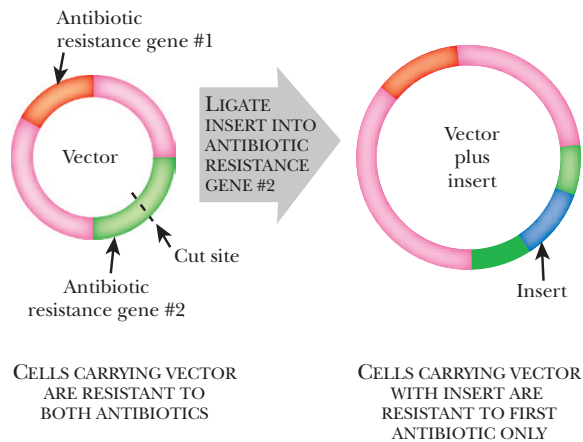 Antibiotic
resistance gene #1
Vector
Cut site
Antibiotic
resistance gene #2
LIGATE
INSERT INTO
ANTIBIOTIC
RESISTANCE
GENE #2
Vector
plus
insert
Insert
CELLS CARRYING VECTOR
ARE RESISTANT TO
BOTH ANTIBIOTICS
CELLS CARRYING VECTOR
WITH INSERT ARE
RESISTANT TO FIRST
ANTIBIOTIC ONLY